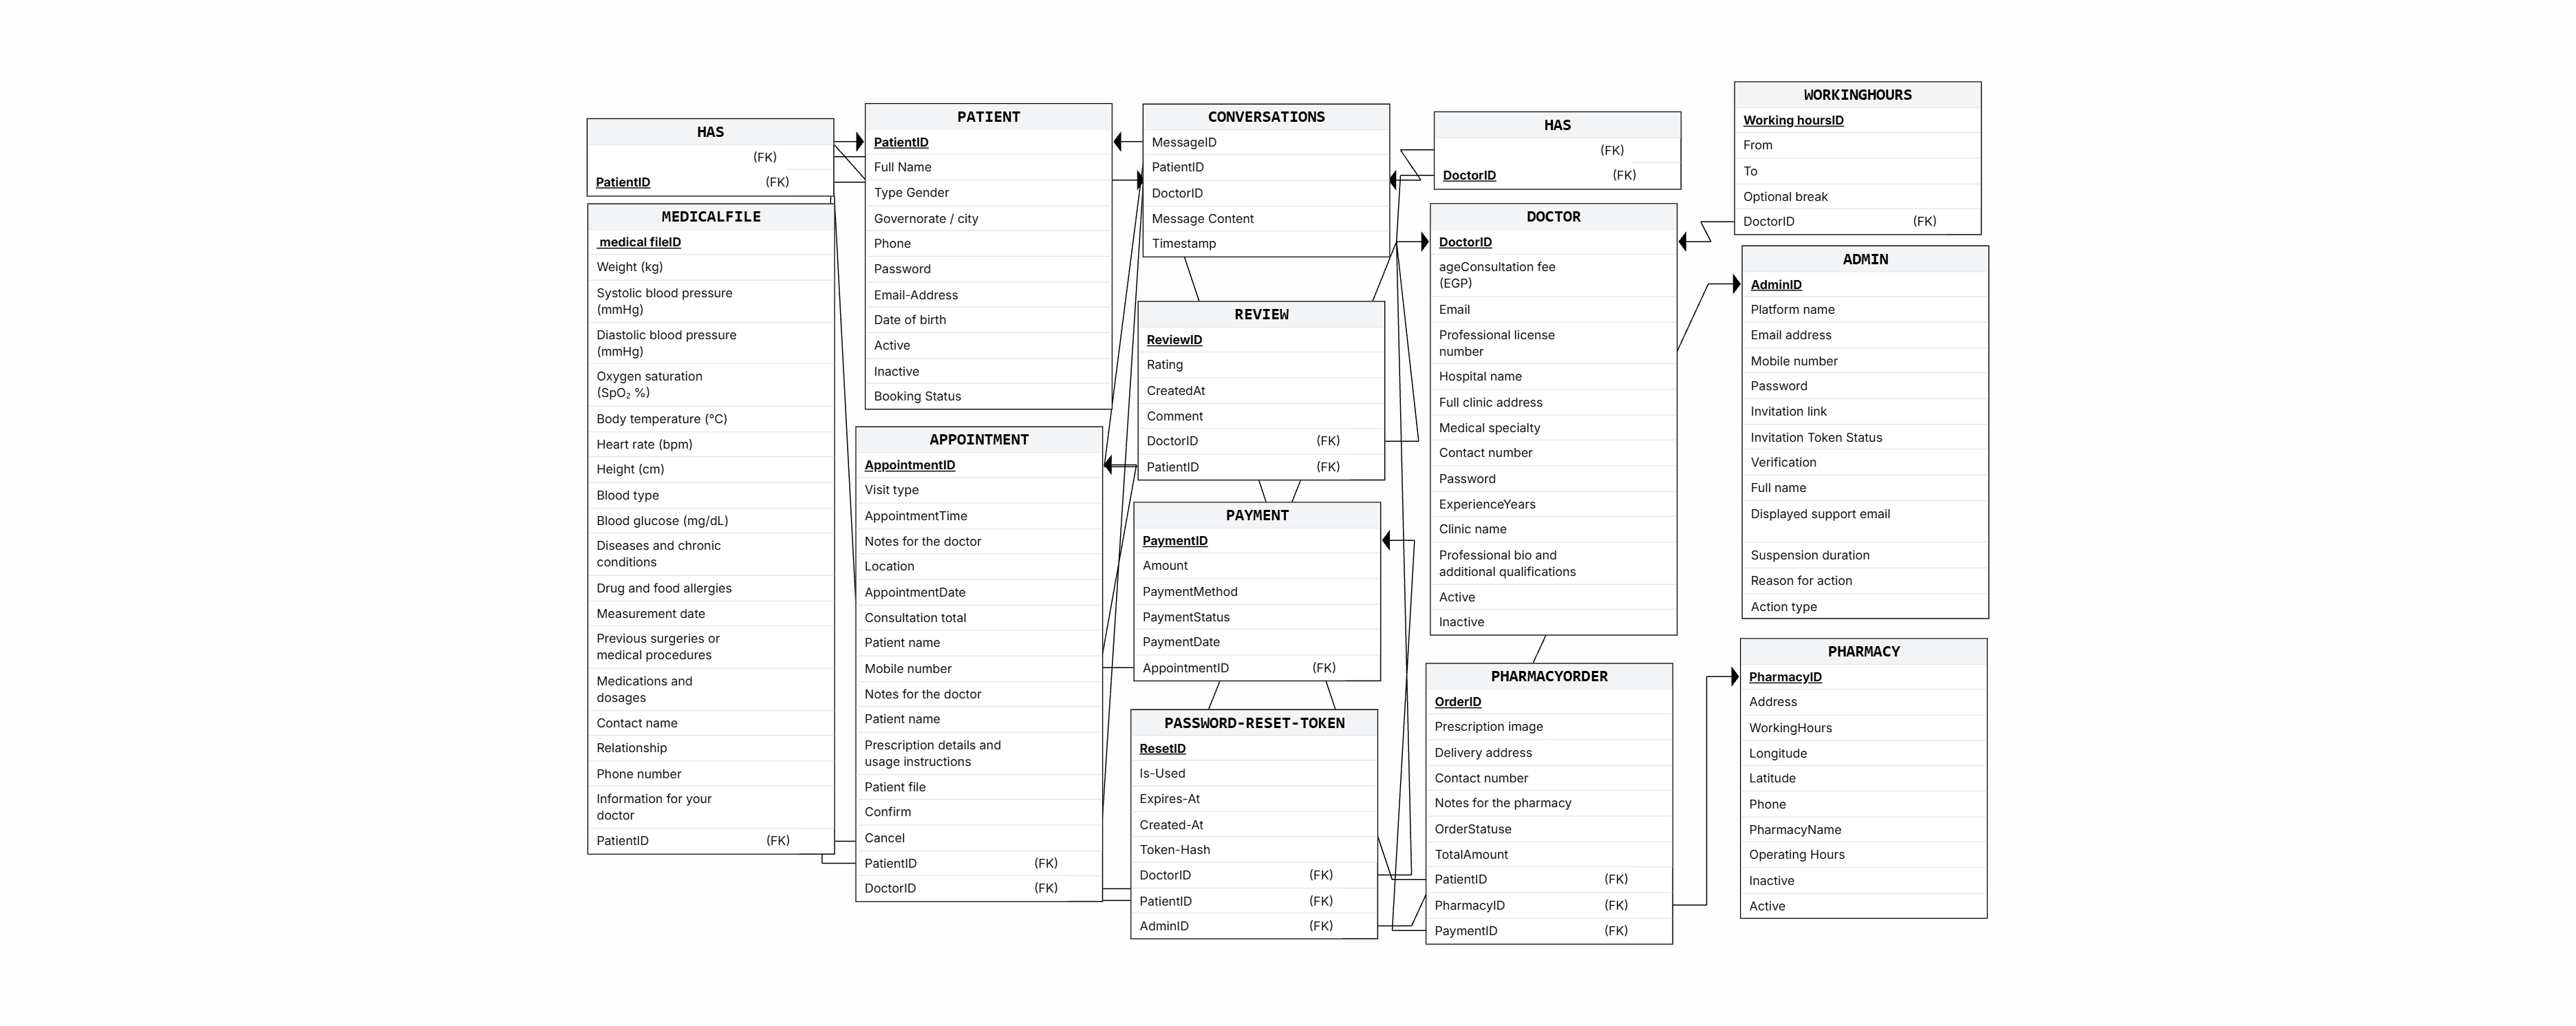 HAS
(FK)
PatientID (FK)
MEDICALFILE
medical fileID
Weight (kg)
Systolic blood pressure
(mmHg)
Diastolic blood pressure
(mmHg)
Oxygen saturation
(SpO₂ %)
Body temperature (°C)
Heart rate (bpm)
Height (cm)
Blood type
Blood glucose (mg/dL)
Diseases and chronic
conditions
Drug and food allergies
Measurement date
Previous surgeries or
medical procedures
Medications and
dosages
Contact name
Relationship
Phone number
Information for your
doctor
PatientID (FK)
PATIENT
PatientID
Full Name
Type Gender
Governorate / city
Phone
Password
Email-Address
Date of birth
Active
Inactive
Booking Status
APPOINTMENT
AppointmentID
Visit type
AppointmentTime
Notes for the doctor
Location
AppointmentDate
Consultation total
Patient name
Mobile number
Notes for the doctor
Patient name
Prescription details and
usage instructions
Patient file
Confirm
Cancel
PatientID (FK)
DoctorID (FK)
CONVERSATIONS
MessageID
PatientID
DoctorID
Message Content
Timestamp
REVIEW
ReviewID
Rating
CreatedAt
Comment
DoctorID (FK)
PatientID (FK)
PAYMENT
PaymentID
Amount
PaymentMethod
PaymentStatus
PaymentDate
AppointmentID (FK)
PASSWORD-RESET-TOKEN
ResetID
Is-Used
Expires-At
Created-At
Token-Hash
DoctorID (FK)
PatientID (FK)
AdminID (FK)
HAS
(FK)
DoctorID (FK)
DOCTOR
DoctorID
ageConsultation fee
(EGP)
Email
Professional license
number
Hospital name
Full clinic address
Medical specialty
Contact number
Password
ExperienceYears
Clinic name
Professional bio and
additional qualifications
Active
Inactive
PHARMACYORDER
OrderID
Prescription image
Delivery address
Contact number
Notes for the pharmacy
OrderStatuse
TotalAmount
PatientID (FK)
PharmacyID (FK)
PaymentID (FK)
WORKINGHOURS
Working hoursID
From
To
Optional break
DoctorID (FK)
ADMIN
AdminID
Platform name
Email address
Mobile number
Password
Invitation link
Invitation Token Status
Verification
Full name
Displayed support email
Suspension duration
Reason for action
Action type
PHARMACY
PharmacyID
Address
WorkingHours
Longitude
Latitude
Phone
PharmacyName
Operating Hours
Inactive
Active